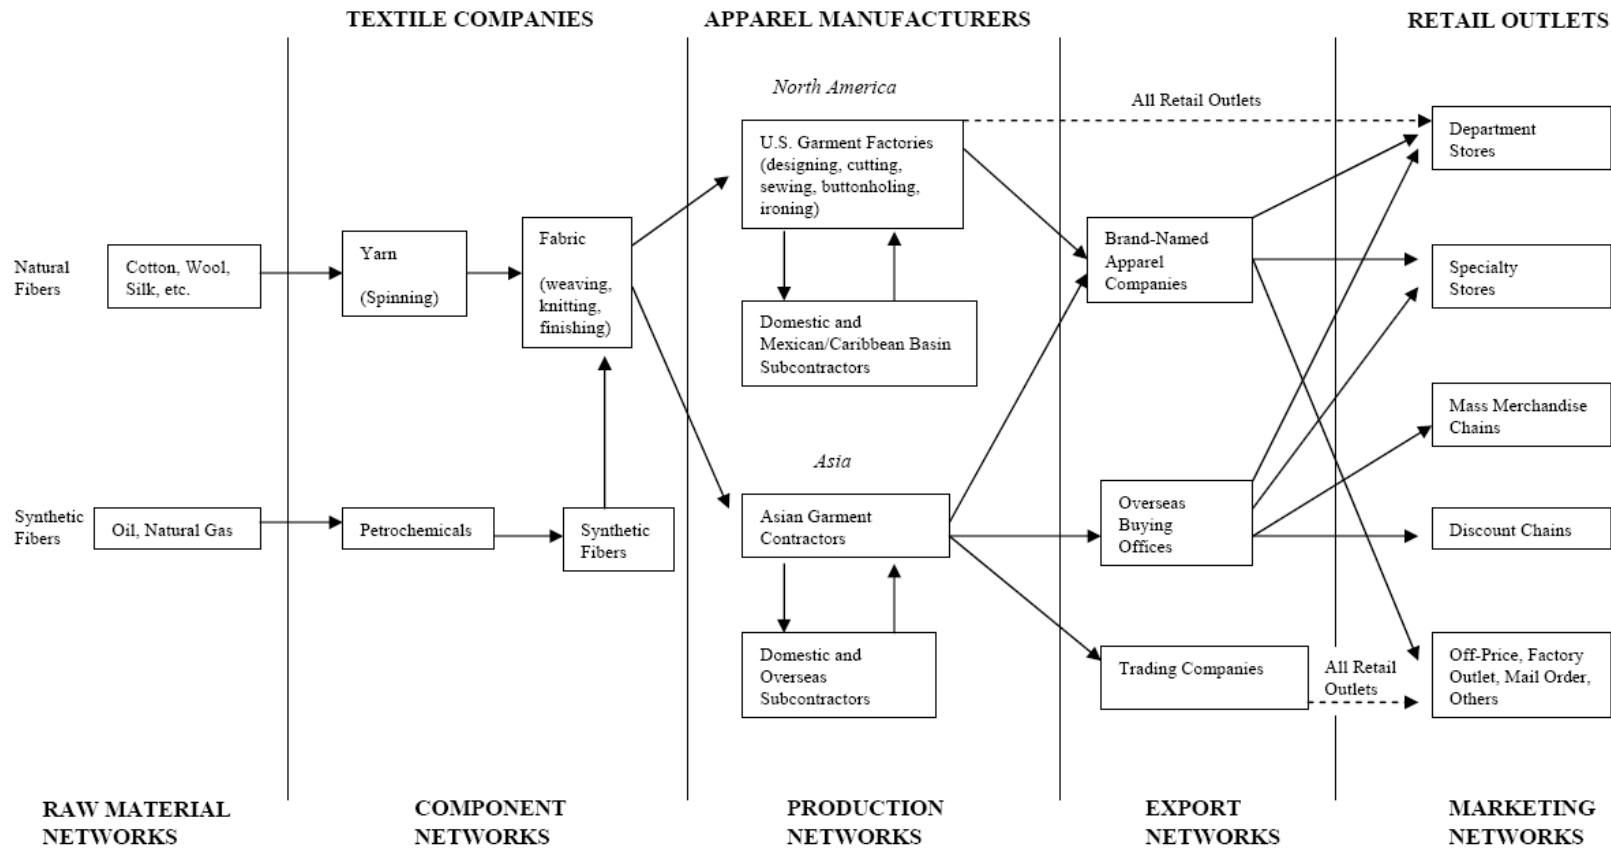 TEXTILE COMPANIES
APPAREL MANUFACTURERS
RETAIL OUTLETS
North America
All Retail Outlets
U.S. Garment Factories
(designing, cutting,
sewing, buttonholing,
ironing)
Department
Stores
Natural
Fibers
Cotton, Wool,
Silk, etc.
Yarn
(Spinning)
Fabric
(weaving,
knitting,
finishing)
Brand-Named
Apparel
Companies
Specialty
Stores
Domestic and
Mexican/Caribbean Basin
Subcontractors
Mass Merchandise
Chains
Asia
Synthetic
Fibers
Oil, Natural Gas
Petrochemicals
Synthetic
Fibers
Asian Garment
Contractors
Overseas
Buying
Offices
Discount Chains
Domestic and
Overseas
Subcontractors
Trading Companies
All Retail
Outlets
Off-Price, Factory
Outlet, Mail Order,
Others
RAW MATERIAL
NETWORKS
COMPONENT
NETWORKS
PRODUCTION
NETWORKS
EXPORT
NETWORKS
MARKETING
NETWORKS